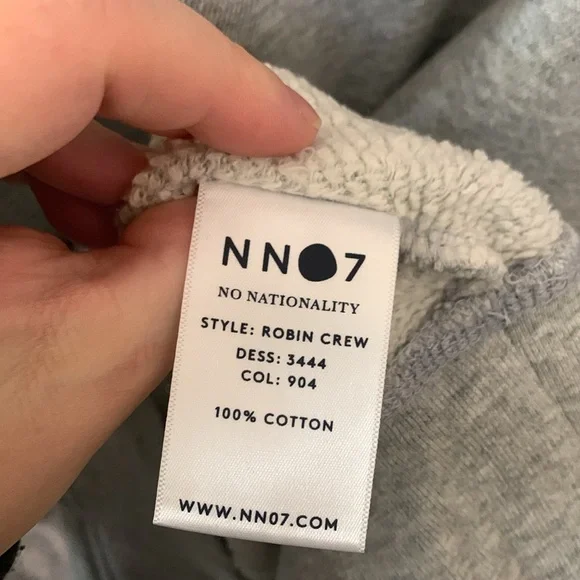 NN07
NO NATIONALITY
STYLE: ROBIN CREW
DESS: 3444
COL: 904
100% COTTON
WWW.NN07.COM